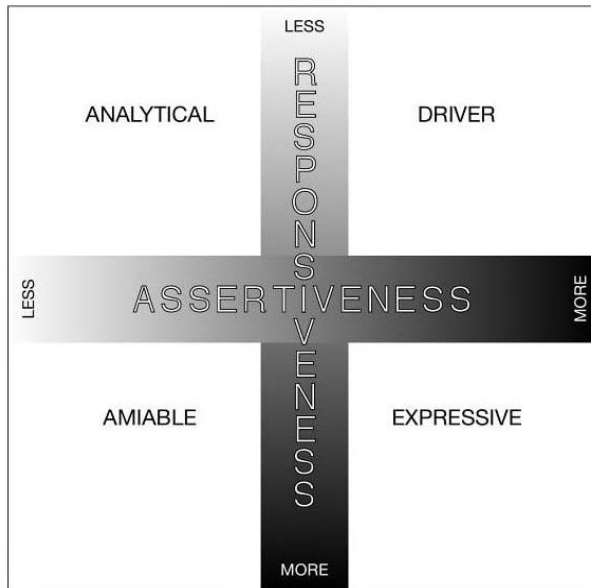 LESS
RESPONSIVENESS
ANALYTICAL
DRIVER
LESS
ASSERTIVENESS
MORE
AMIABLE
EXPRESSIVE
MORE